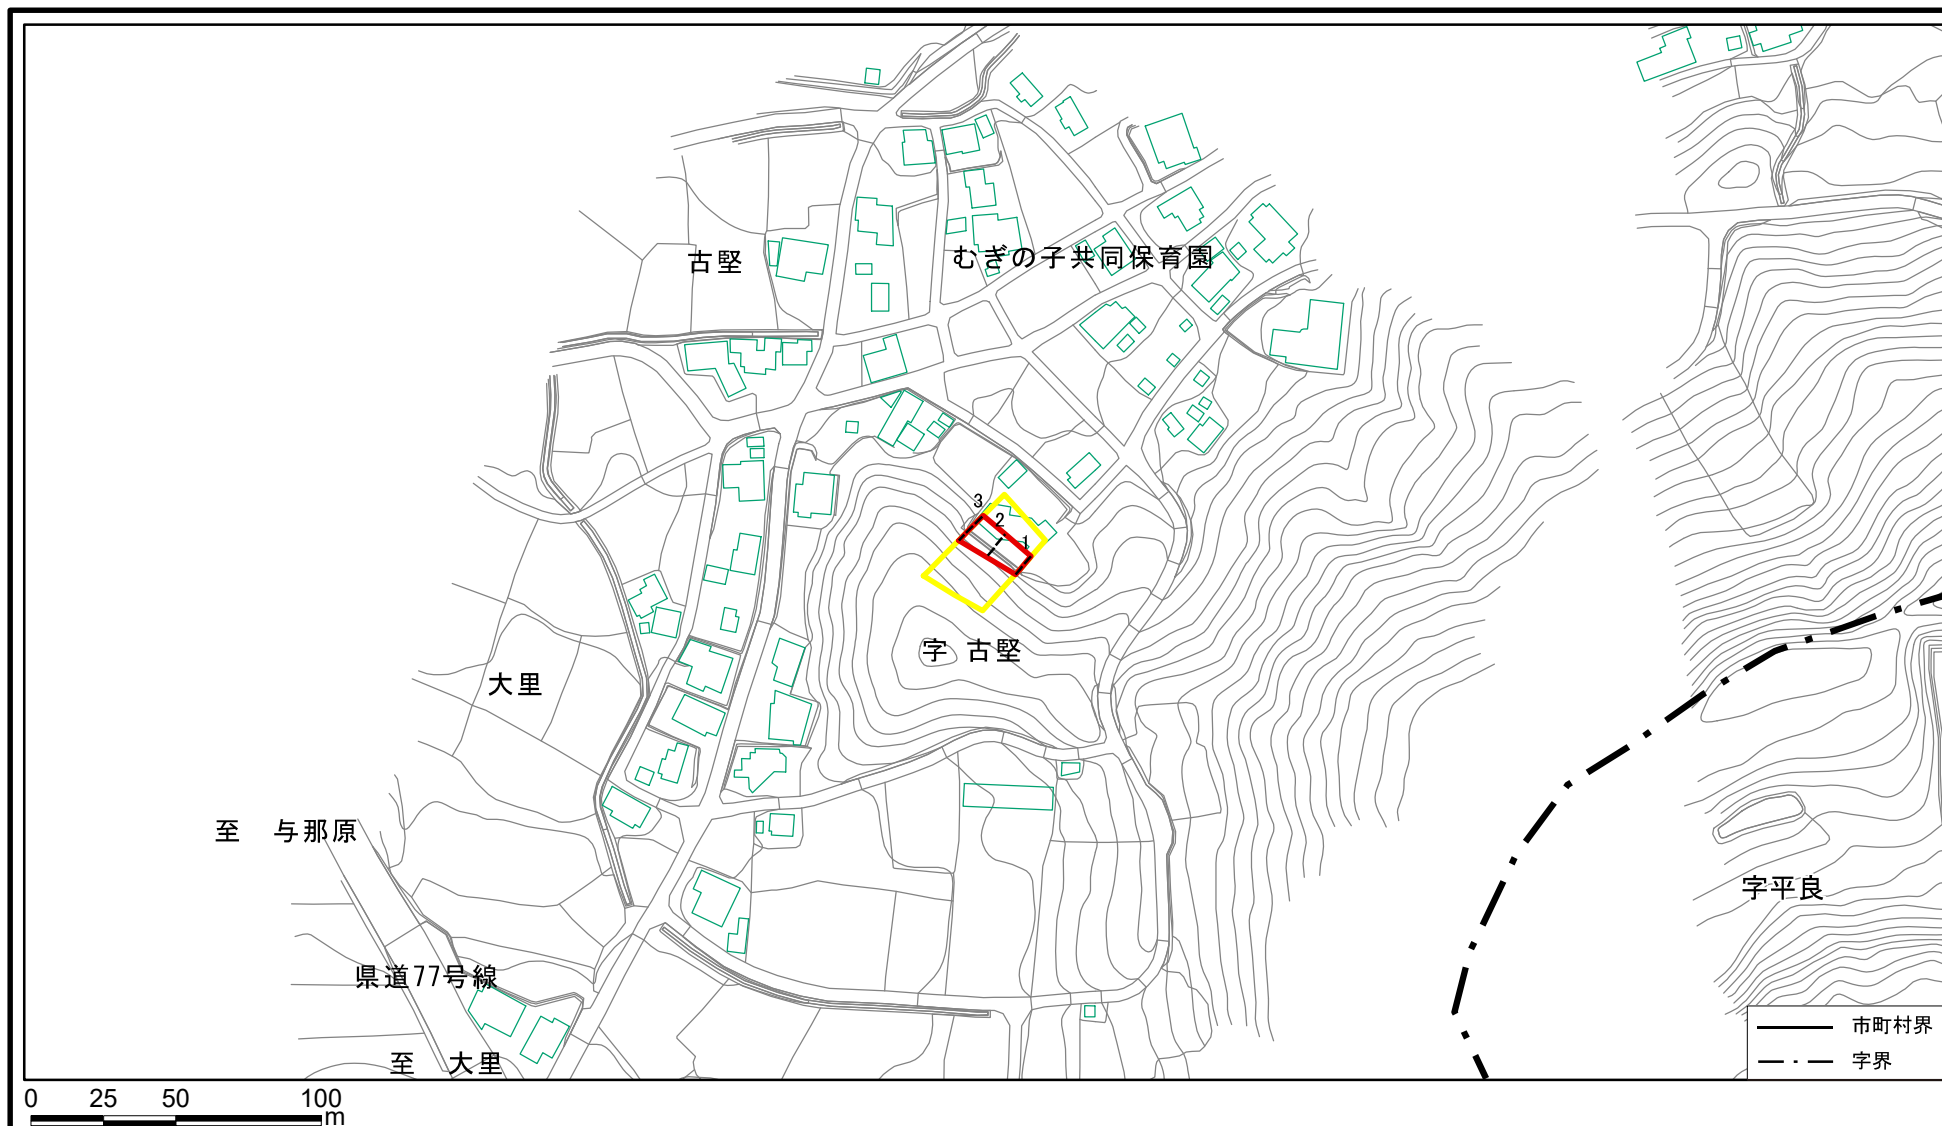 古堅
むぎの子共同保育園
3
2
1
字 古堅
大里
至 与那原
字平良
県道77号線
至 大里
市町村界
字界
0 25 50 100
m